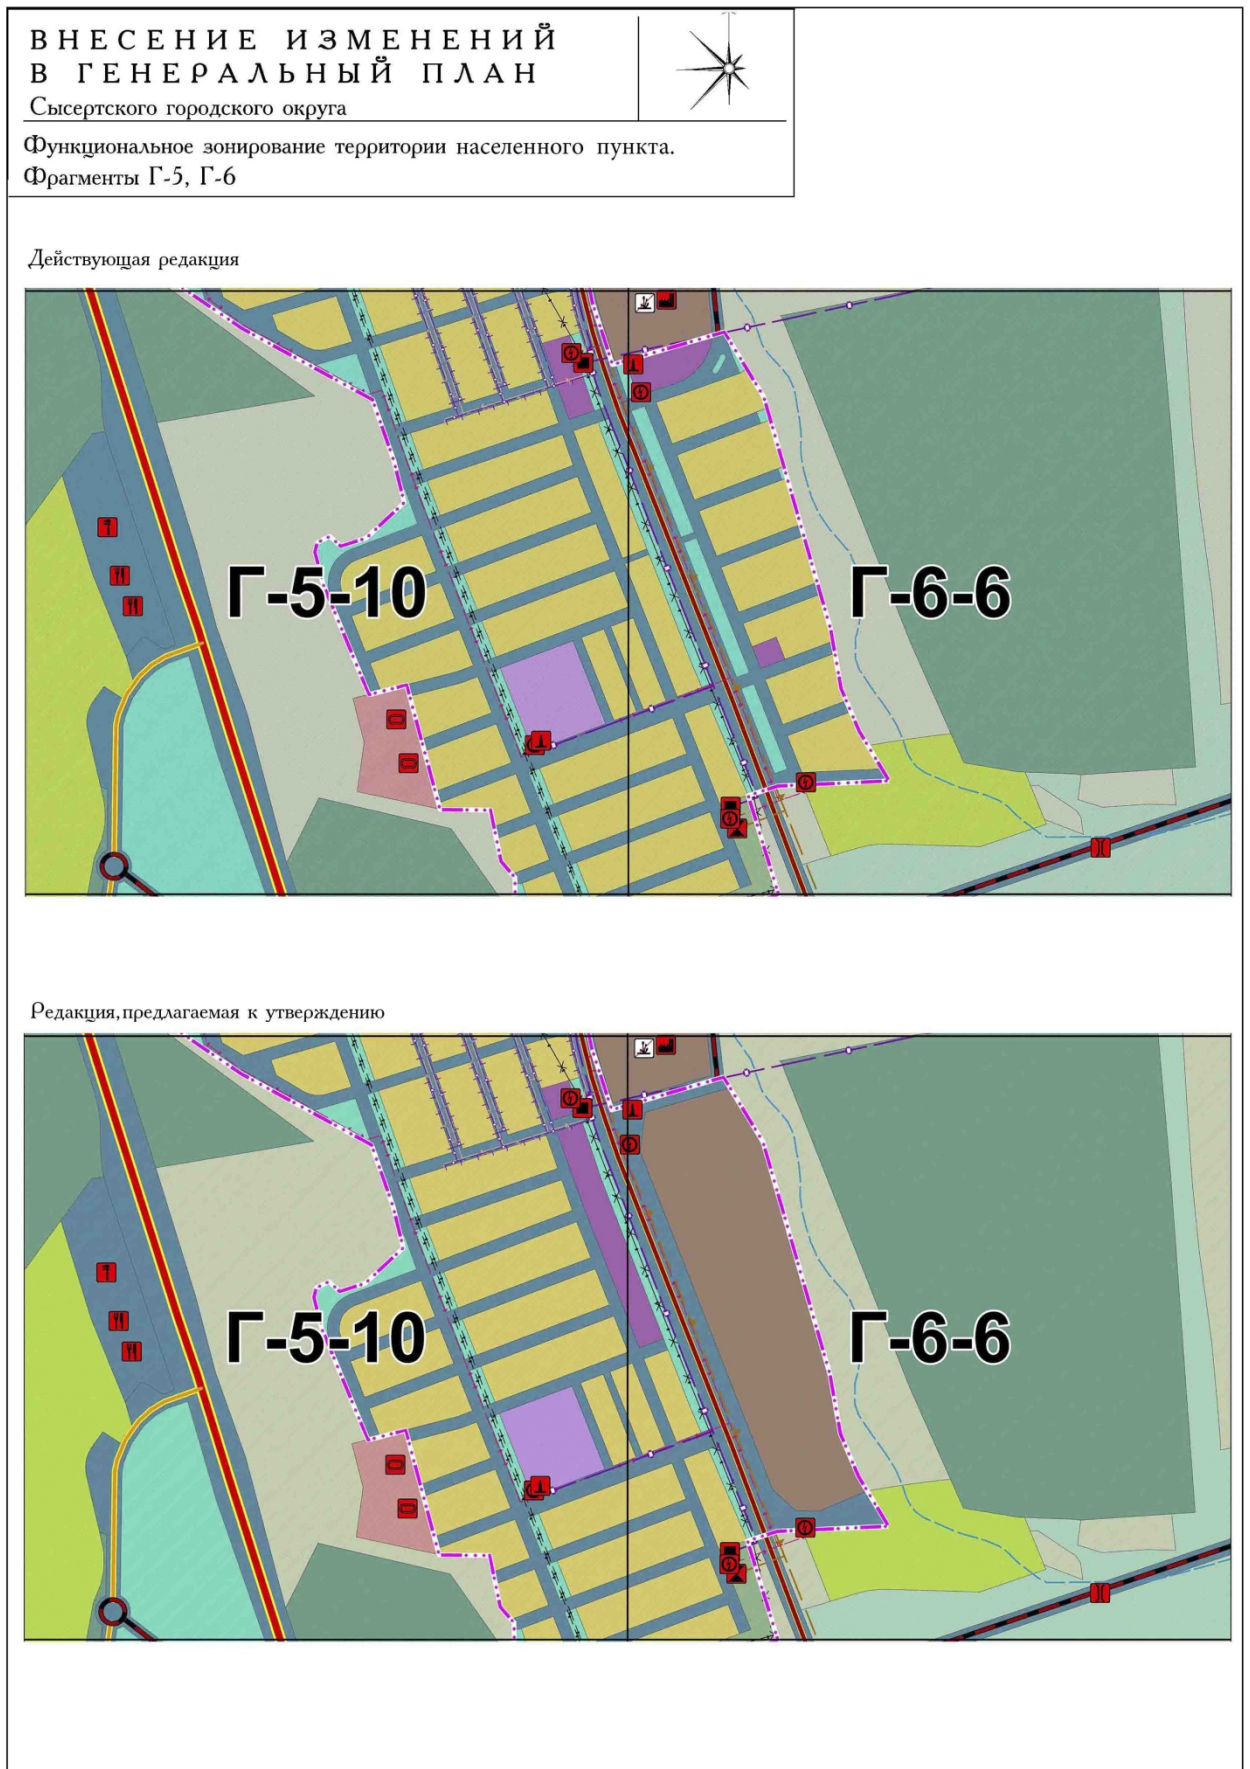 ВНЕСЕНИЕ ИЗМЕНЕНИЙ
В ГЕНЕРАЛЬНЫЙ ПЛАН
Сысертского городского округа
Функциональное зонирование территории населенного пункта.
Фрагменты Г-5, Г-6
Действующая редакция
Г-5-10
Г-6-6
Редакция, предлагаемая к утверждению
Г-5-10
Г-6-6